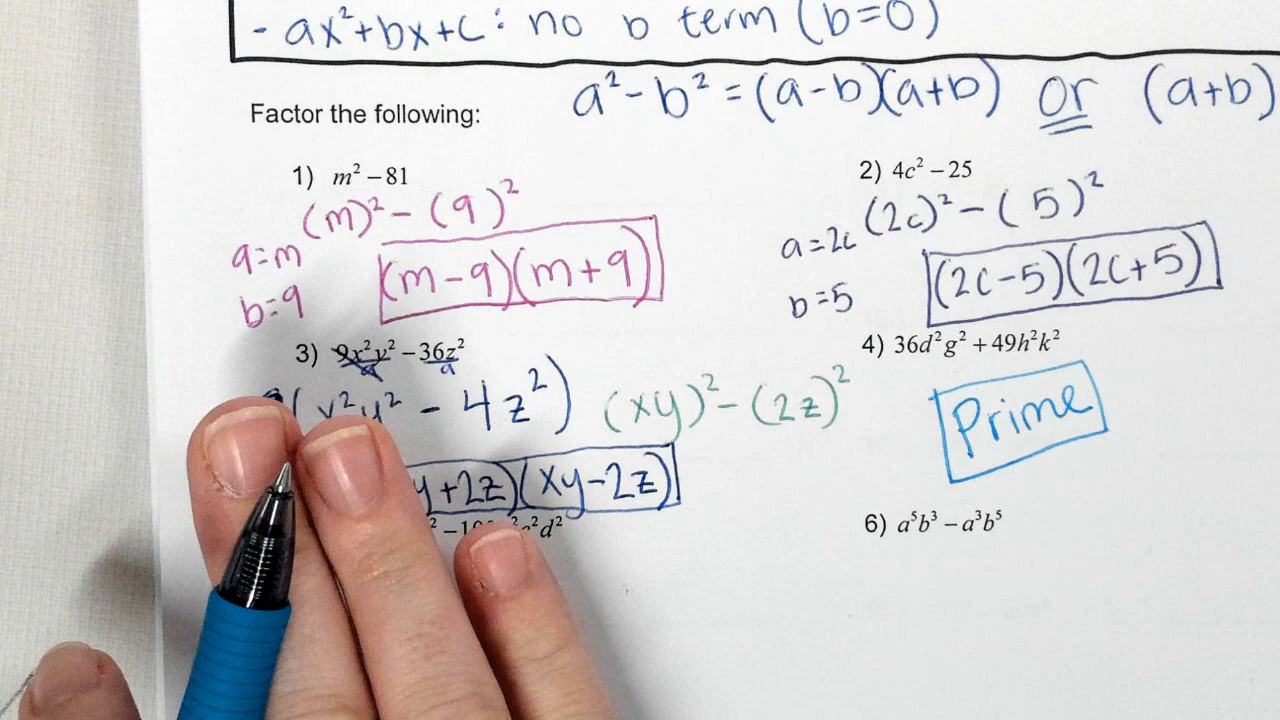 - ax²+bx+c: no b term (b=0)
a²-b² = (a-b)(a+b) or (a+b)
Factor the following:
1) m² – 81
(m)² - (9)²
a=m
b=9
(m-9)(m+9)
2) 4c² – 25
(2c)² - (5)²
a=2c
b=5
(2c-5)(2c+5)
3) 9x²y² – 36z²
(x²y² - 4z²) (xy)² - (2z)²
y+2z)(xy-2z)
4) 36d²g² + 49h²k²
Prime
6) a⁵b³ – a³b⁵